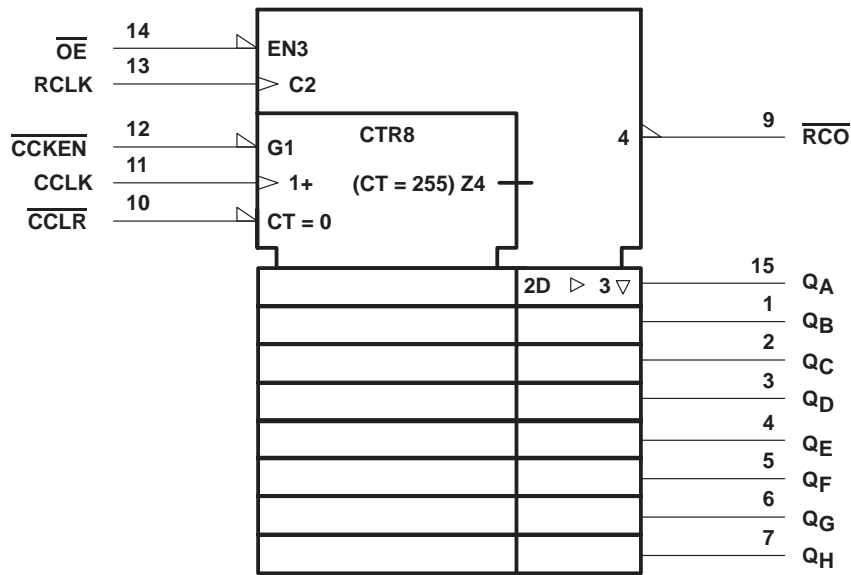 OE 14 EN3
RCLK 13 C2
CCKEN 12 G1 CTR8 4 9 RCO
CCLK 11 1+ (CT = 255) Z4
CCLR 10 CT = 0
2D 3 15 QA
1 QB
2 QC
3 QD
4 QE
5 QF
6 QG
7 QH